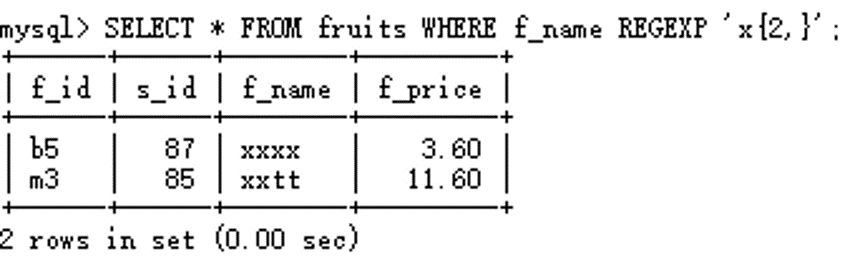 mysql> SELECT * FROM fruits WHERE f_name REGEXP 'x{2,}';
| f_id | s_id | f_name | f_price |
| b5 | 87 | xxxx | 3.60 |
| m3 | 85 | xxtt | 11.60 |
2 rows in set (0.00 sec)